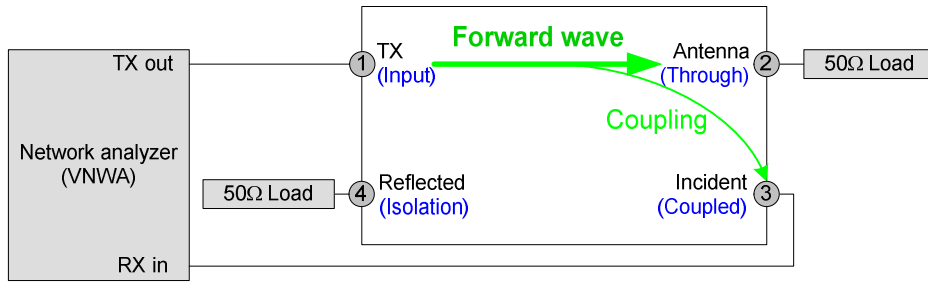 Forward wave
TX out
1
TX
(Input)
Antenna
(Through)
2
50Ω Load
Coupling
Network analyzer
(VNWA)
50Ω Load
4
Reflected
(Isolation)
Incident
(Coupled)
3
RX in